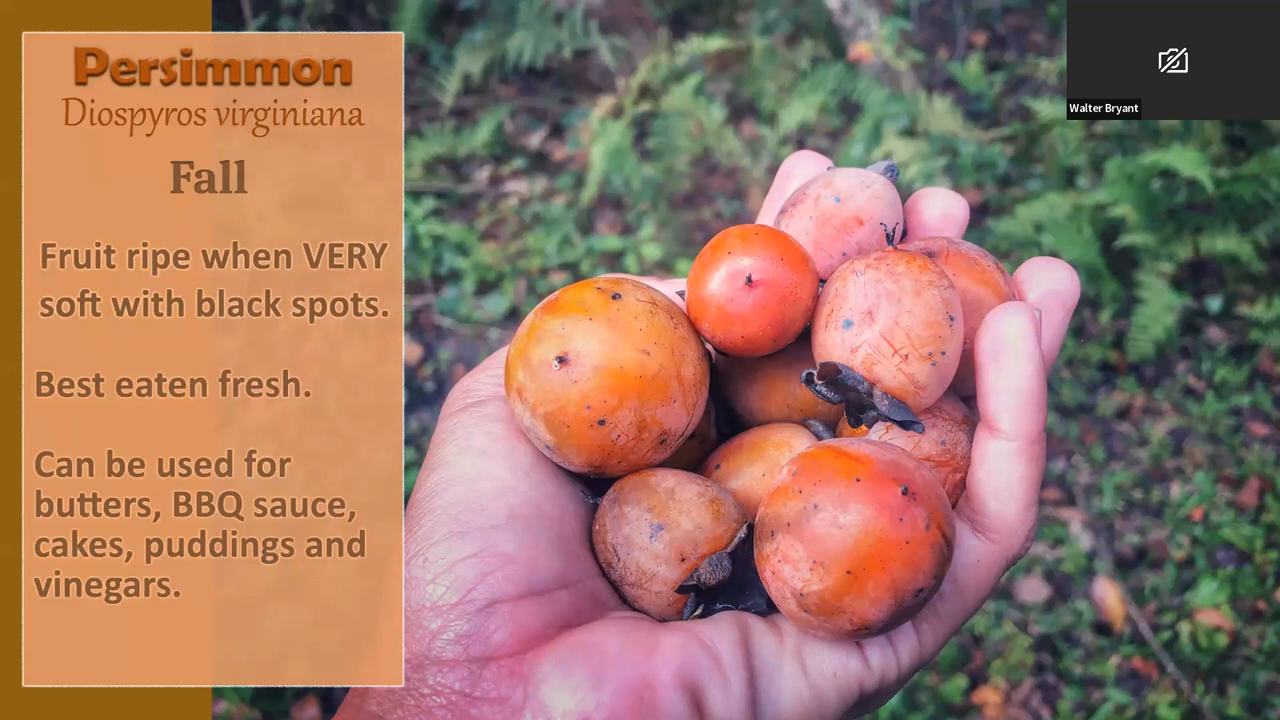 Persimmon
Diospyros virginiana
Fall
Fruit ripe when VERY
soft with black spots.
Best eaten fresh.
Can be used for
butters, BBQ sauce,
cakes, puddings and
vinegars.
Walter Bryant